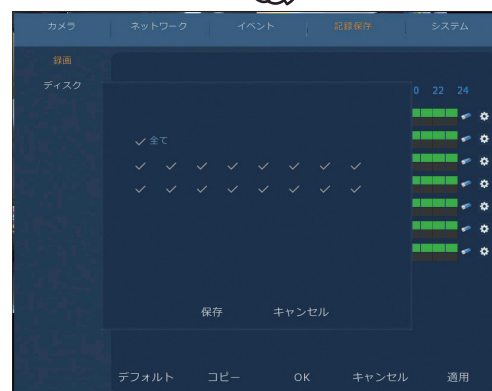 カメラ ネットワーク イベント 記録保存 システム
録画
ディスク
0 22 24
全て
保存 キャンセル
デフォルト コピー OK キャンセル 適用